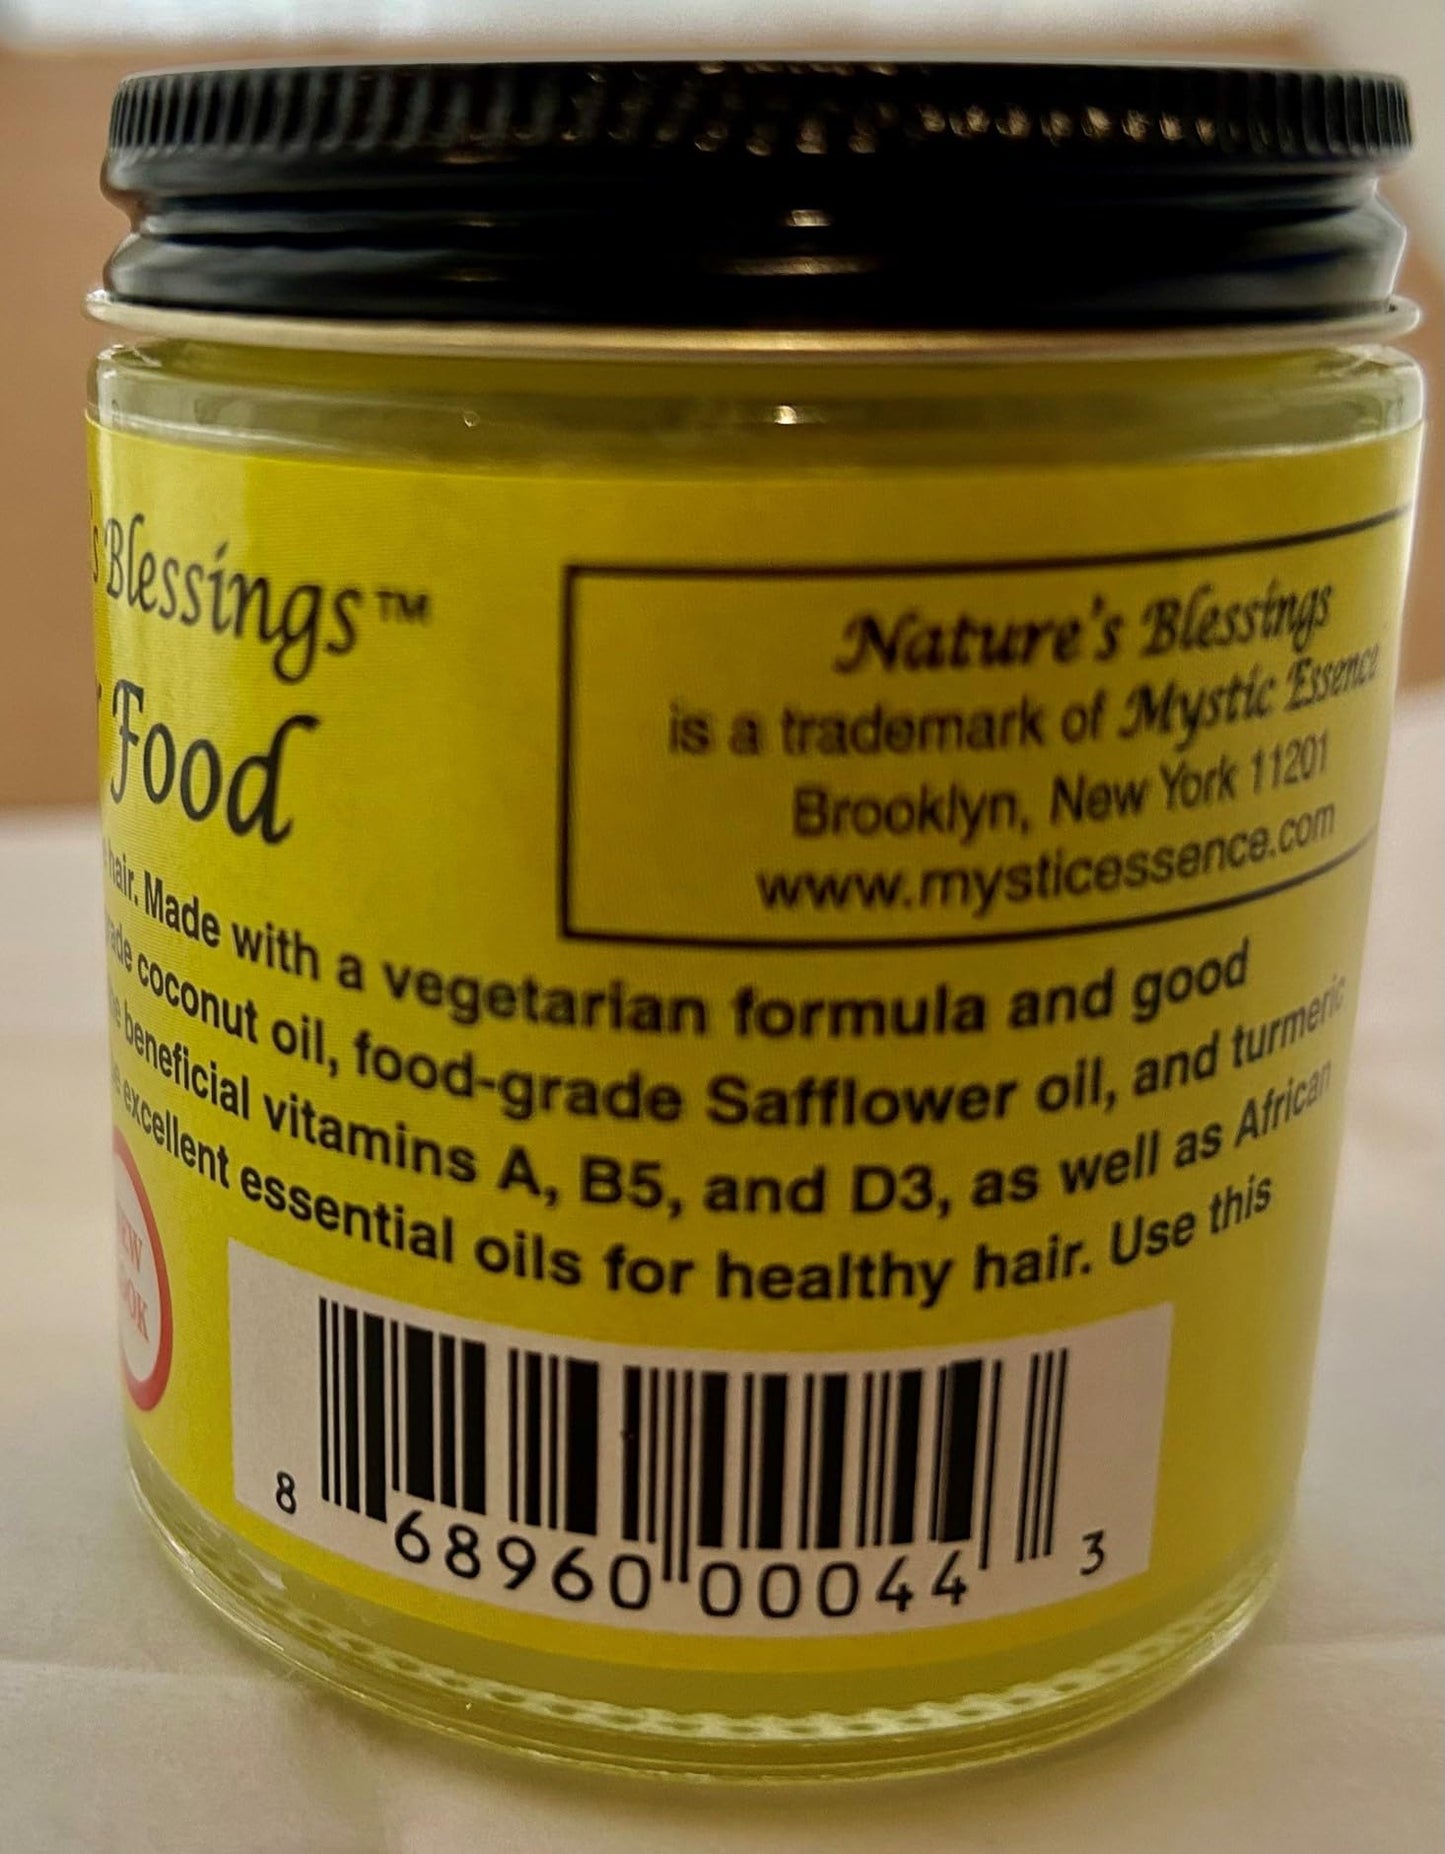 Blessings™
Food
hair. Made with a vegetarian formula and good
coconut oil, food-grade Safflower oil, and turmeric
beneficial vitamins A, B5, and D3, as well as African
excellent essential oils for healthy hair. Use this
Nature's Blessings
is a trademark of Mystic Essence
Brooklyn, New York 11201
www.mysticessence.com
8 68960 00044 3